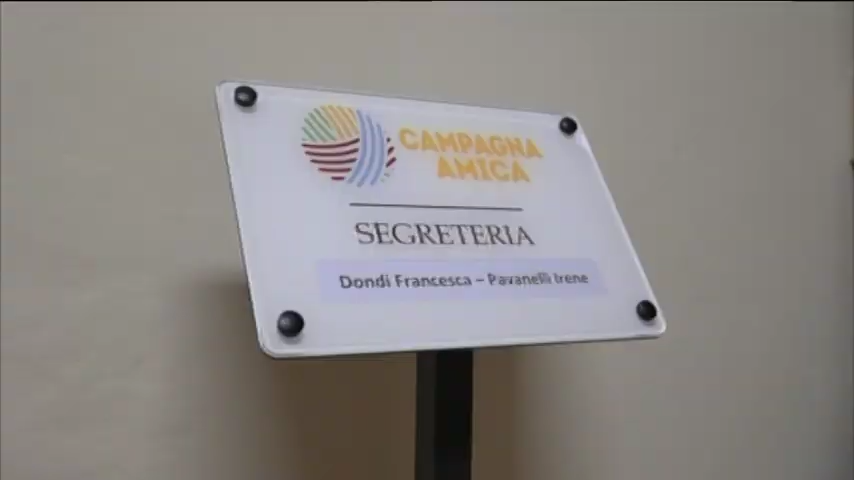 CAMPAGNA
AMICA
SEGRETERIA
Dondi Francesca – Pavanelli Irene